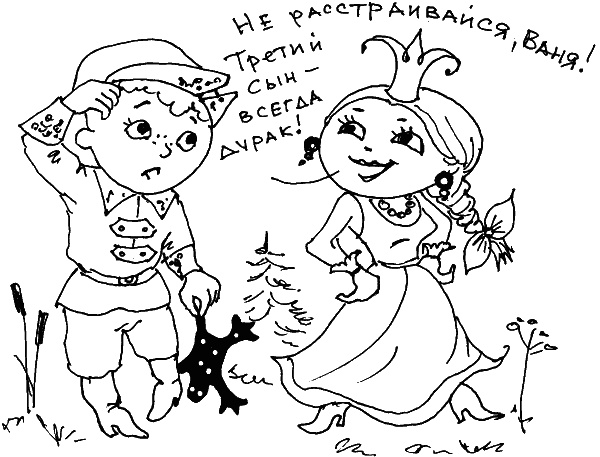 Не расстраивайся, Ваня!
Третий
сын –
всегда
дурак!